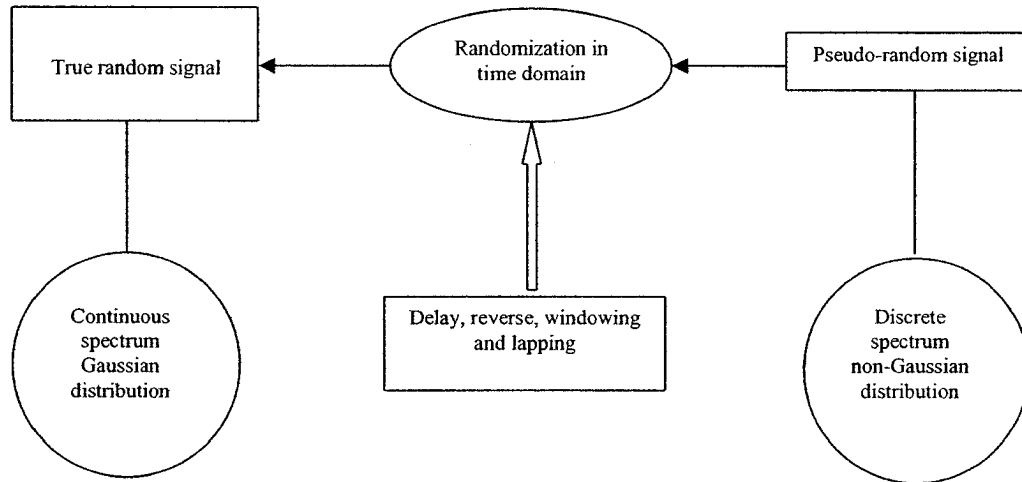 True random signal
Randomization in
time domain
Pseudo-random signal
Continuous
spectrum
Gaussian
distribution
Delay, reverse, windowing
and lapping
Discrete
spectrum
non-Gaussian
distribution